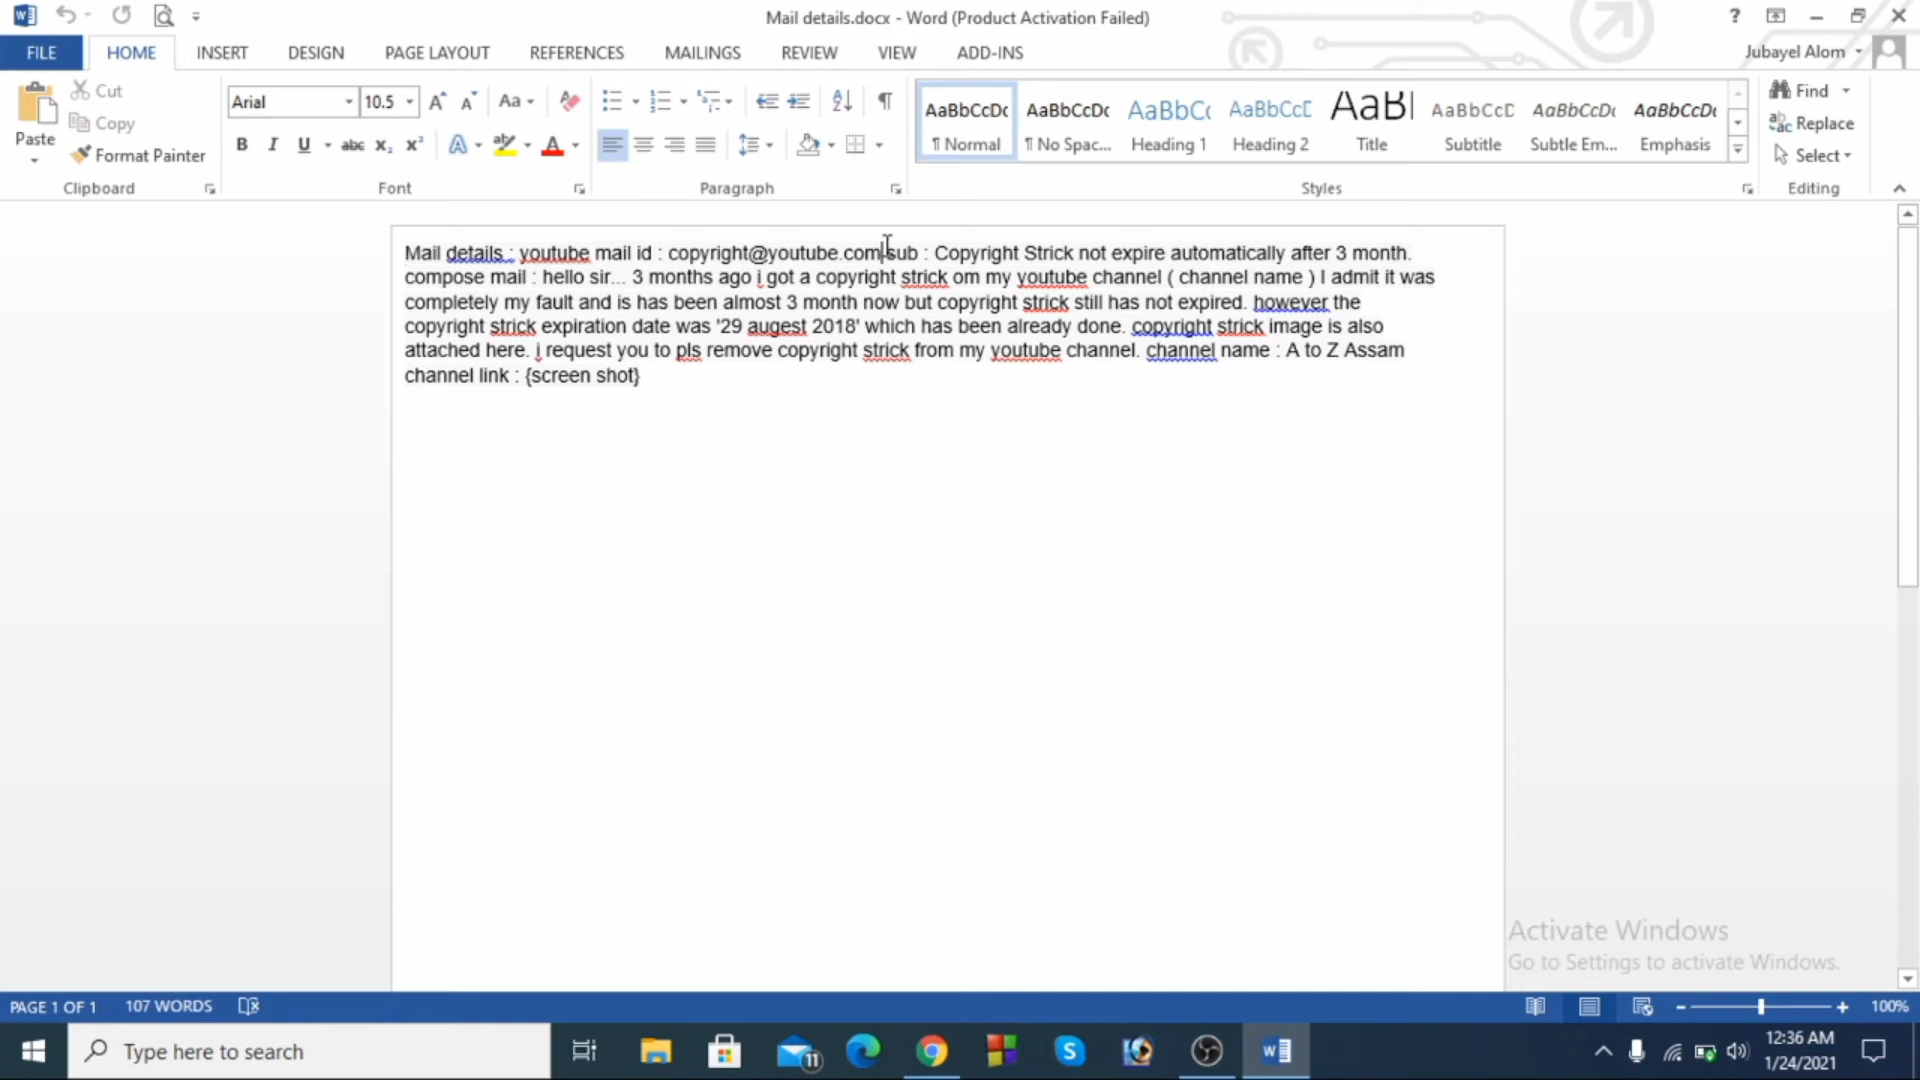 Mail details.docx - Word (Product Activation Failed)
FILE HOME INSERT DESIGN PAGE LAYOUT REFERENCES MAILINGS REVIEW VIEW ADD-INS Jubayel Alom
Paste
Cut
Copy
Format Painter
Clipboard
Arial 10.5
Font
Paragraph
AaBbCcDc AaBbCcDc AaBbCc AaBbCcD AaBl AaBbCcD AaBbCcDc AaBbCcDc
¶ Normal ¶ No Spac... Heading 1 Heading 2 Title Subtitle Subtle Em... Emphasis
Styles
Find
Replace
Select
Editing
Mail details : youtube mail id : copyright@youtube.com sub : Copyright Strick not expire automatically after 3 month.
compose mail : hello sir... 3 months ago i got a copyright strick om my youtube channel ( channel name ) I admit it was
completely my fault and is has been almost 3 month now but copyright strick still has not expired. however the
copyright strick expiration date was '29 augest 2018' which has been already done. copyright strick image is also
attached here. i request you to pls remove copyright strick from my youtube channel. channel name : A to Z Assam
channel link : {screen shot}
Activate Windows
Go to Settings to activate Windows.
PAGE 1 OF 1 107 WORDS 100%
Type here to search
11
12:36 AM
1/24/2021